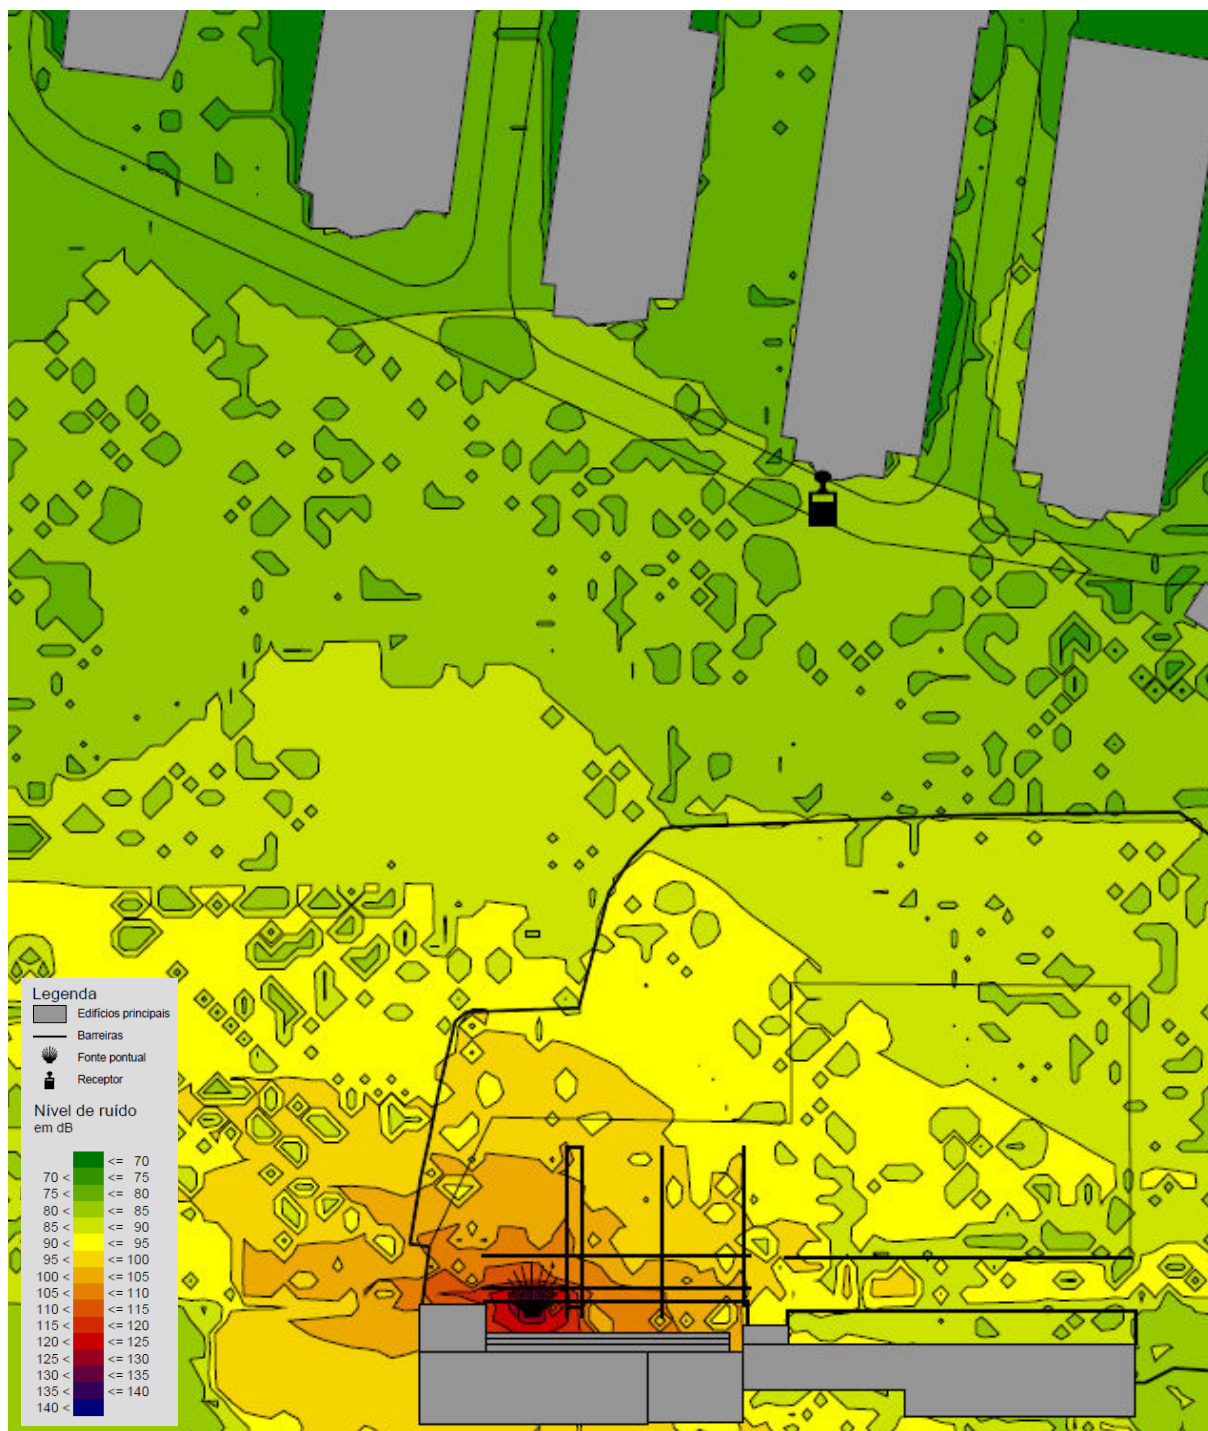 Legenda
Edifícios principais
Barreiras
Fonte pontual
Receptor
Nível de ruído
em dB
<= 70
70 < <= 75
75 < <= 80
80 < <= 85
85 < <= 90
90 < <= 95
95 < <= 100
100 < <= 105
105 < <= 110
110 < <= 115
115 < <= 120
120 < <= 125
125 < <= 130
130 < <= 135
135 < <= 140
140 <